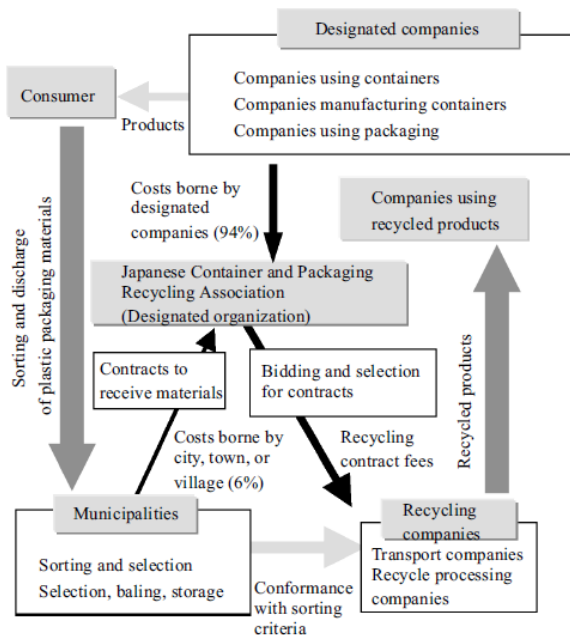 Designated companies
Companies using containers
Companies manufacturing containers
Companies using packaging
Consumer
Products
Costs borne by
designated
companies (94%)
Companies using
recycled products
Japanese Container and Packaging
Recycling Association
(Designated organization)
Sorting and discharge
of plastic packaging materials
Contracts to
receive materials
Bidding and selection
for contracts
Costs borne by
city, town, or
village (6%)
Recycling
contract fees
Recycled products
Municipalities
Sorting and selection
Selection, baling, storage
Conformance
with sorting
criteria
Recycling
companies
Transport companies
Recycle processing
companies